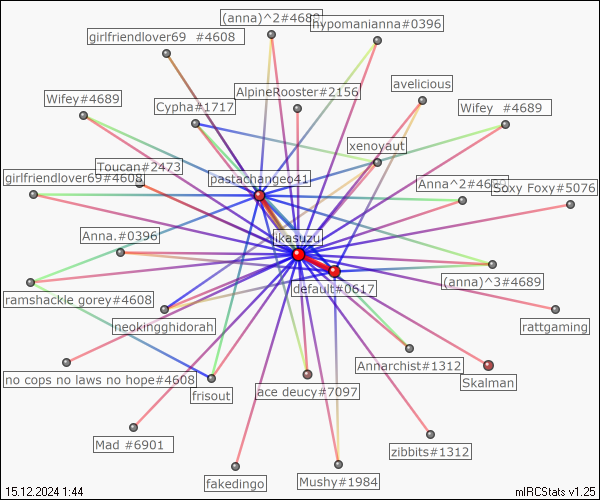 (anna)^2#4689
hypomanianna#0396
girlfriendlover69  #4608
avelicious
AlpineRooster#2156
Wifey#4689
Cypha#1717
Wifey  #4689
xenoyaut
Toucan#2473
girlfriendlover69#4608
pastachangeo41
Anna^2#4689
Soxy Foxy#5076
Anna.#0396
ikasuzu
(anna)^3#4689
default#0617
ramshackle gorey#4608
neokingghidorah
rattgaming
Annarchist#1312
no cops no laws no hope#4608
Skalman
frisout
ace deucy#7097
Mad #6901
zibbits#1312
fakedingo
Mushy#1984
15.12.2024 1:44
mIRCStats v1.25